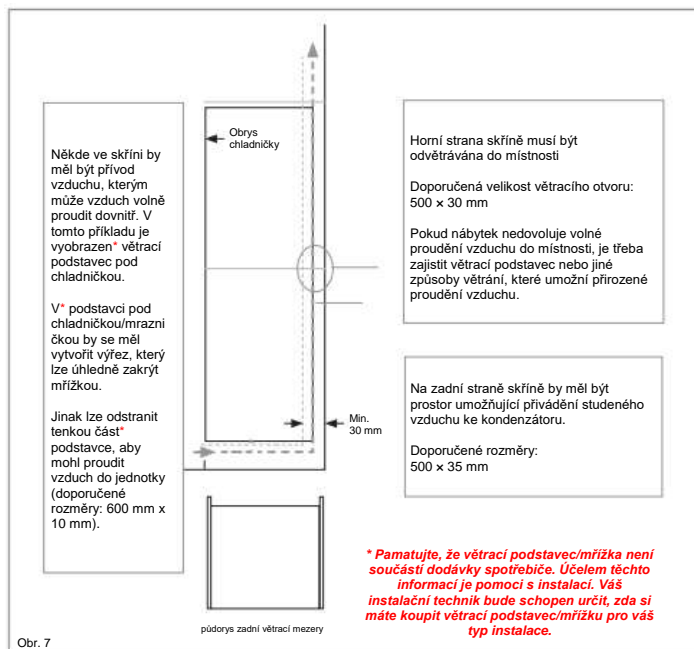 Někde ve skříni by
měl být přívod
vzduchu, kterým
může vzduch volně
proudit dovnitř. V
tomto příkladu je
vyobrazen* větrací
podstavec pod
chladničkou.
V* podstavci pod
chladničkou/mrazni
čkou by se měl
vytvořit výřez, který
lze úhledně zakrýt
mřížkou.
Jinak lze odstranit
tenkou část*
podstavce, aby
mohl proudit
vzduch do jednotky
(doporučené
rozměry: 600 mm x
10 mm).
Obrys
chladničky
Min.
30 mm
půdorys zadní větrací mezery
Horní strana skříně musí být
odvětrávána do místnosti
Doporučená velikost větracího otvoru:
500 × 30 mm
Pokud nábytek nedovoluje volné
proudění vzduchu do místnosti, je třeba
zajistit větrací podstavec nebo jiné
způsoby větrání, které umožní přirozené
proudění vzduchu.
Na zadní straně skříně by měl být
prostor umožňující přivádění studeného
vzduchu ke kondenzátoru.
Doporučené rozměry:
500 × 35 mm
* Pamatujte, že větrací podstavec/mřížka není
součástí dodávky spotřebiče. Účelem těchto
informací je pomoci s instalací. Váš
instalační technik bude schopen určit, zda si
máte koupit větrací podstavec/mřížku pro váš
typ instalace.
Obr. 7